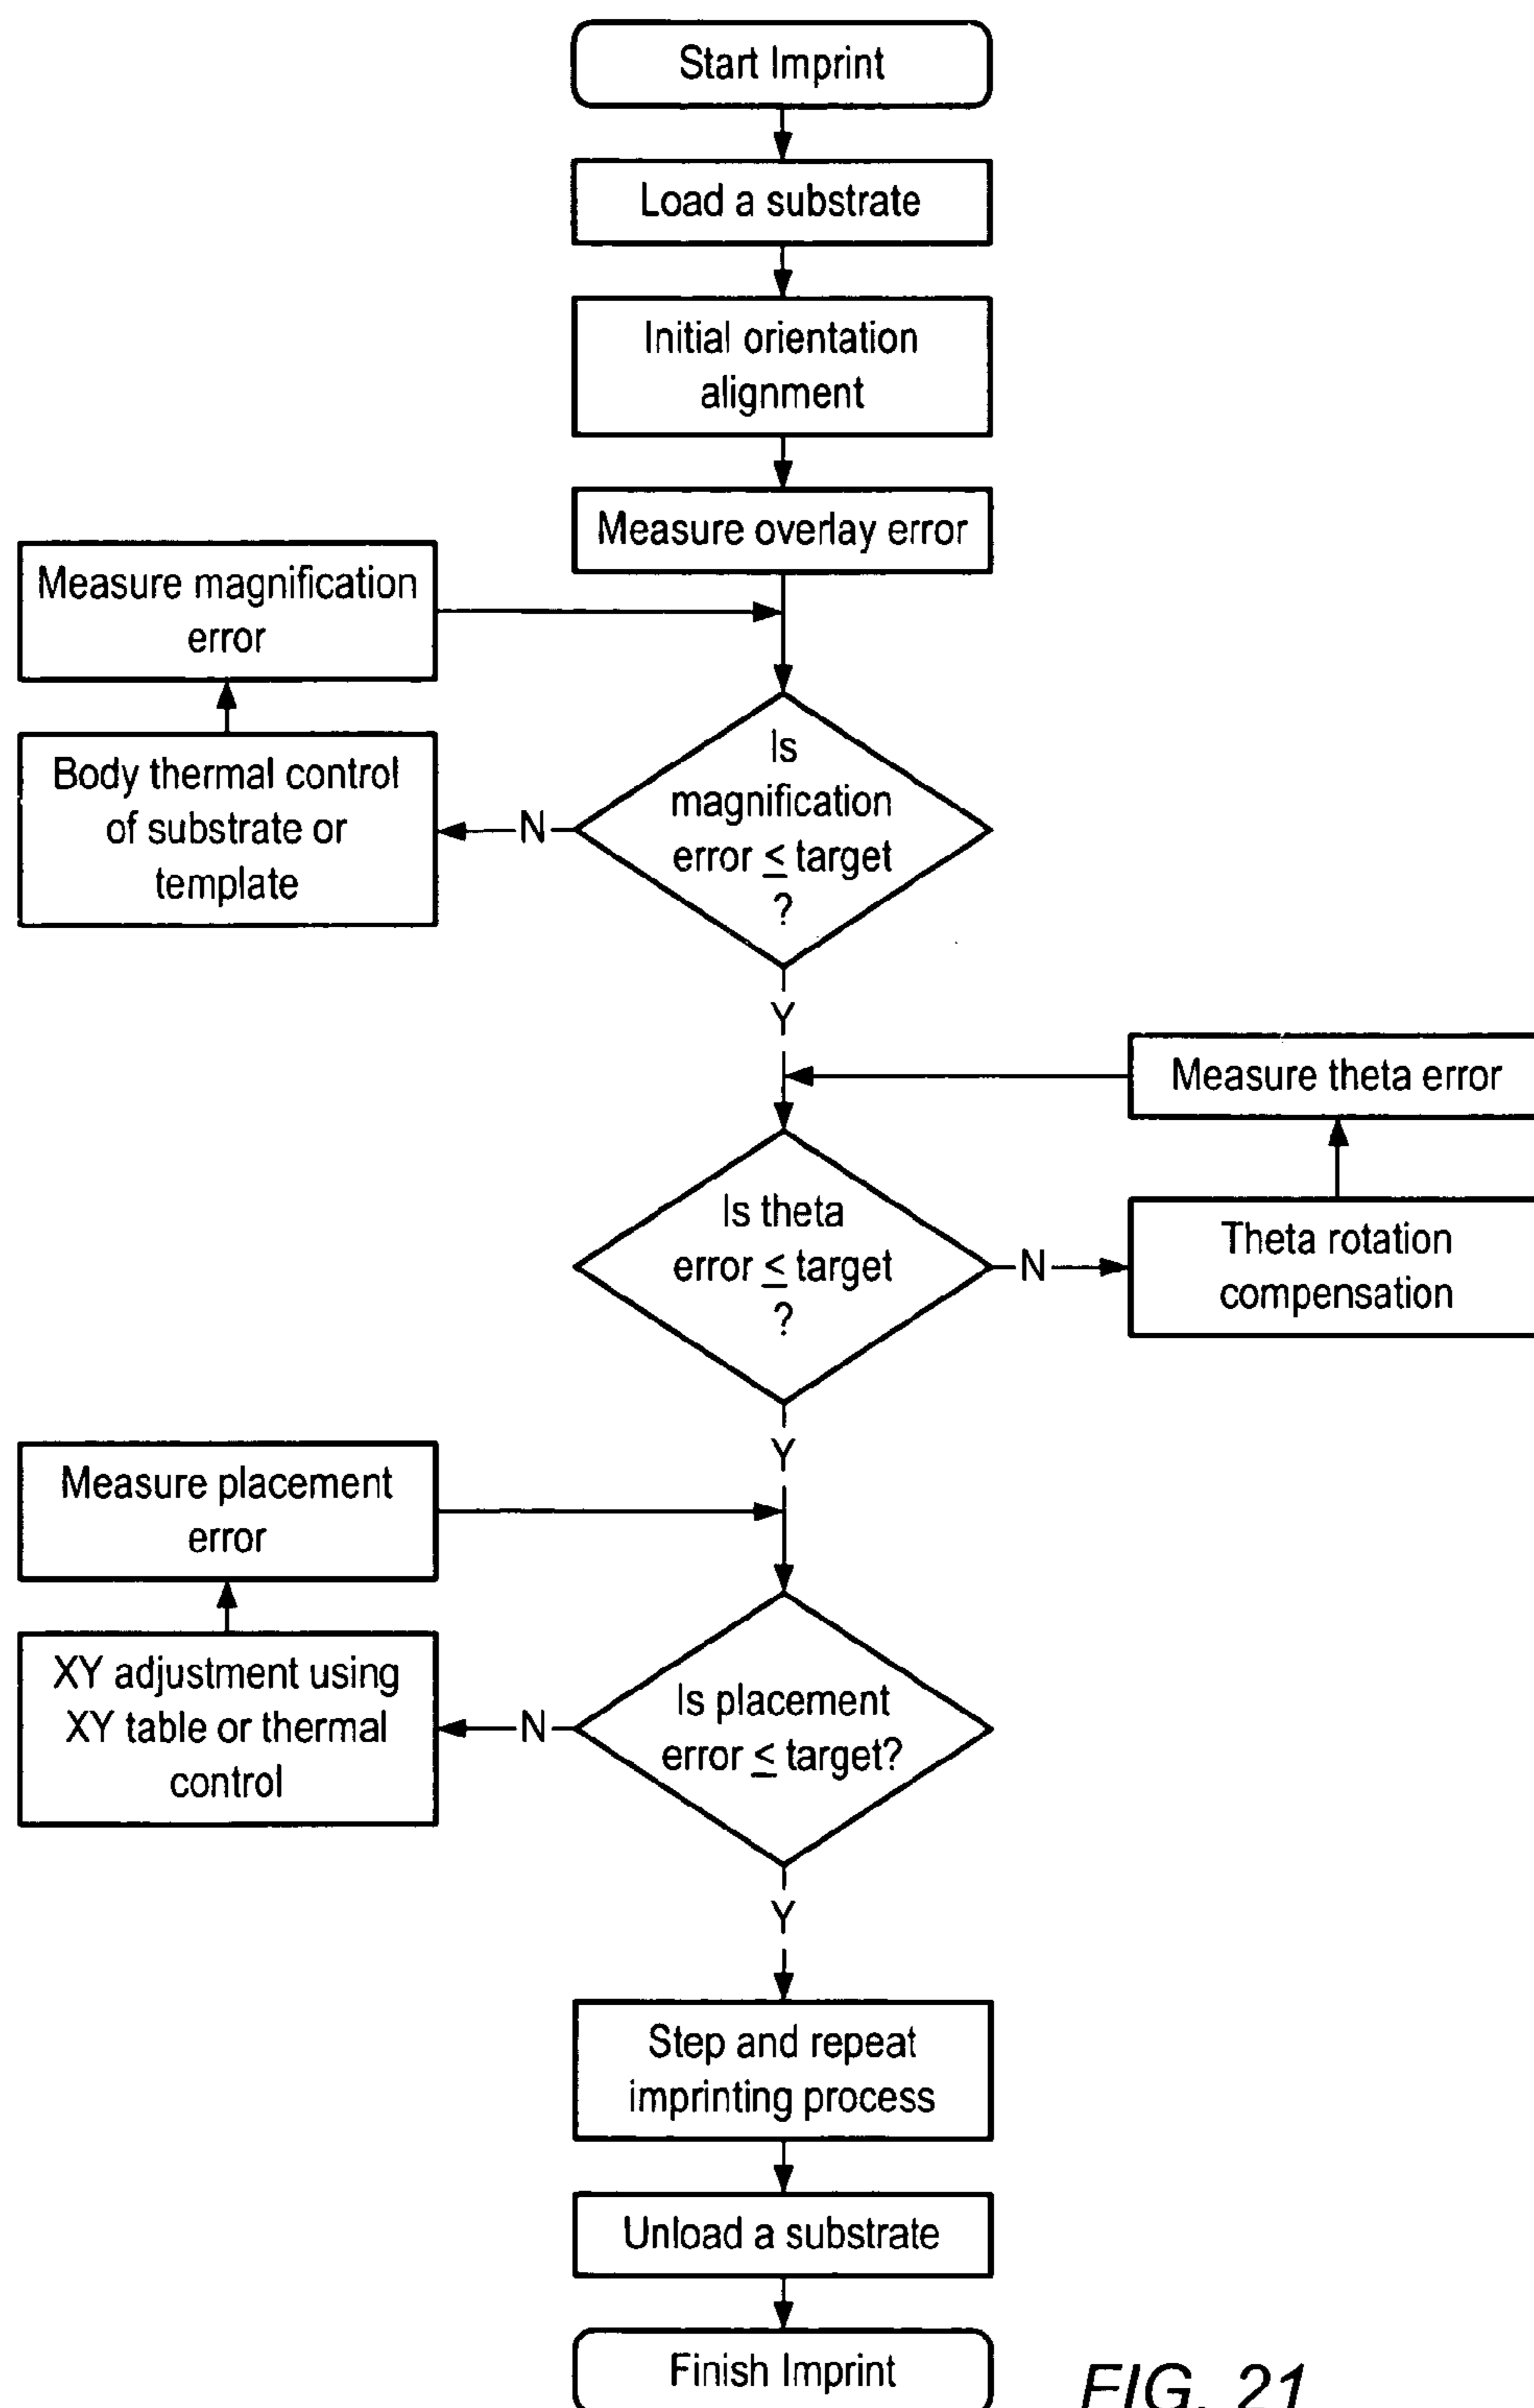 Start Imprint
Load a substrate
Initial orientation
alignment
Measure overlay error
Measure magnification
error
Body thermal control
of substrate or
template
N
Is
magnification
error ≤ target
?
Y
Measure theta error
Is theta
error ≤ target
?
N
Theta rotation
compensation
Y
Measure placement
error
XY adjustment using
XY table or thermal
control
N
Is placement
error ≤ target?
Y
Step and repeat
imprinting process
Unload a substrate
Finish Imprint
FIG. 21